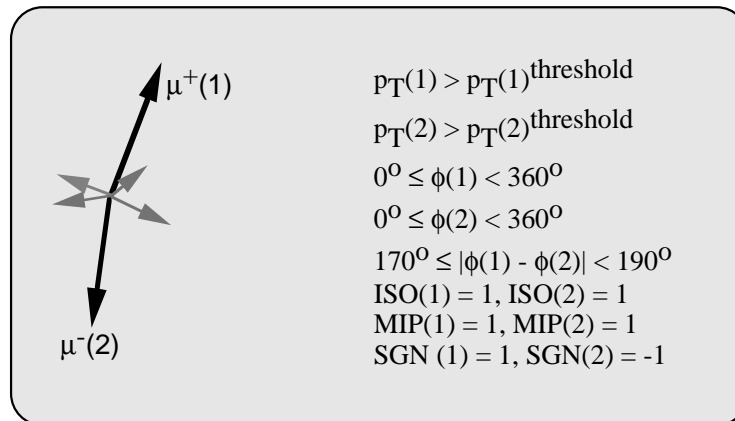 μ⁺(1)
μ⁻(2)
pT(1) > pT(1)threshold
pT(2) > pT(2)threshold
0º ≤ ϕ(1) < 360º
0º ≤ ϕ(2) < 360º
170º ≤ |ϕ(1) - ϕ(2)| < 190º
ISO(1) = 1, ISO(2) = 1
MIP(1) = 1, MIP(2) = 1
SGN (1) = 1, SGN(2) = -1